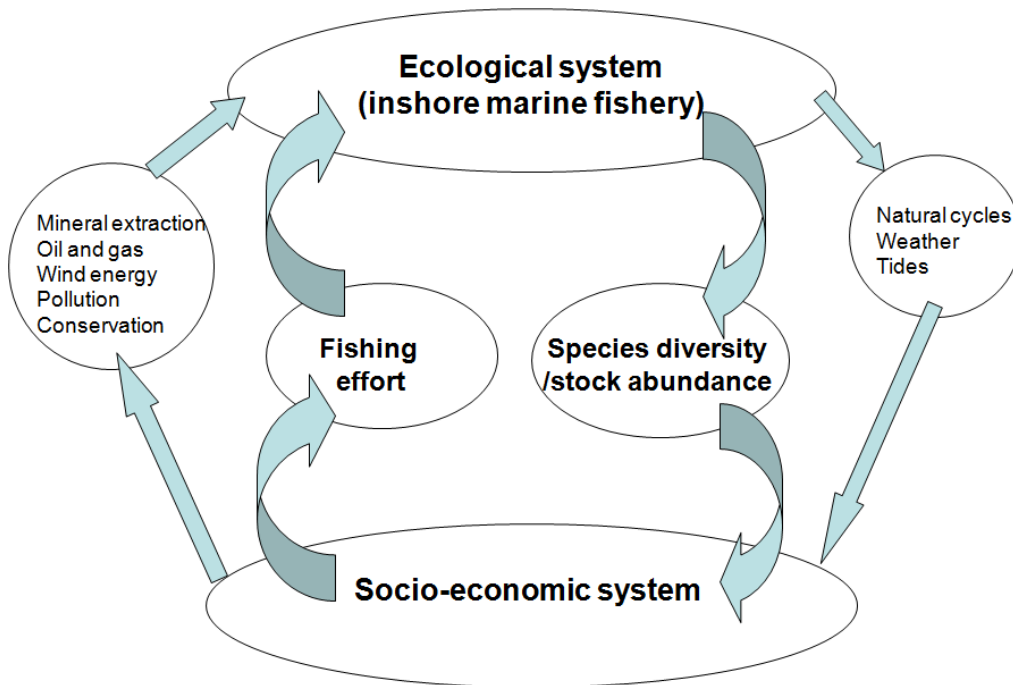 Ecological system
(inshore marine fishery)
Mineral extraction
Oil and gas
Wind energy
Pollution
Conservation
Natural cycles
Weather
Tides
Fishing
effort
Species diversity
/stock abundance
Socio-economic system